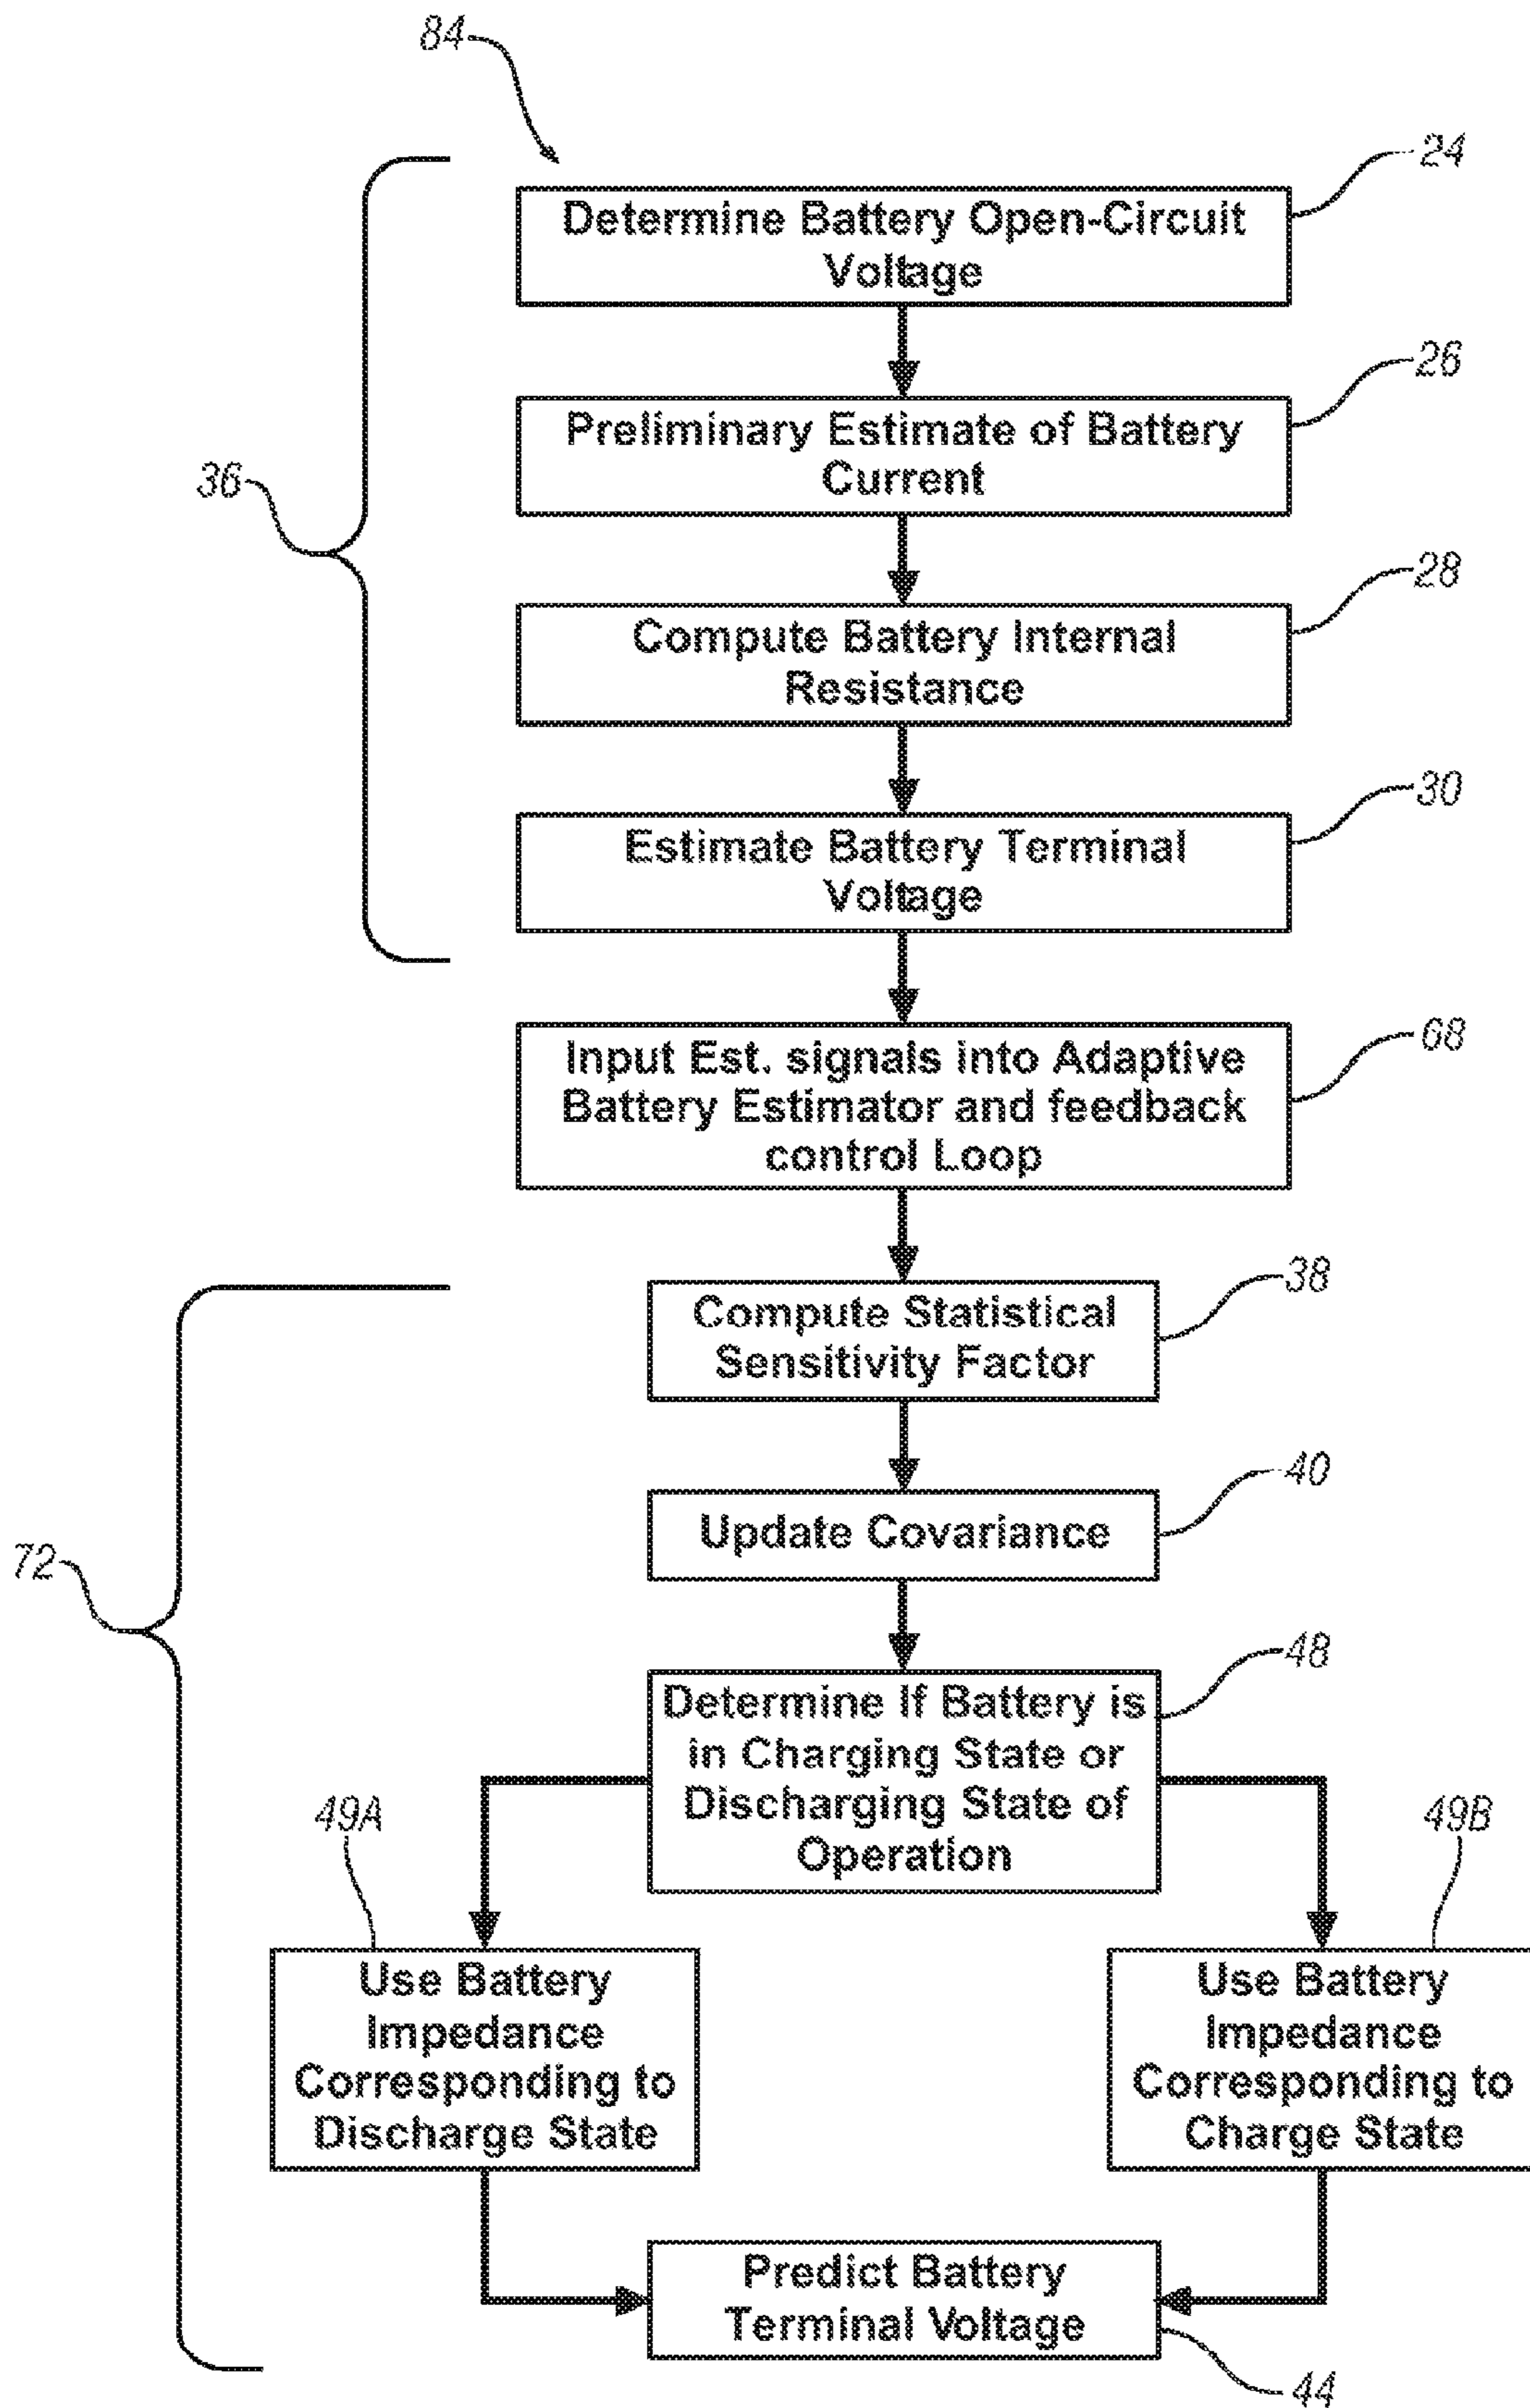 84
24
Determine Battery Open-Circuit
Voltage
26
Preliminary Estimate of Battery
Current
36
28
Compute Battery Internal
Resistance
30
Estimate Battery Terminal
Voltage
68
Input Est. signals into Adaptive
Battery Estimator and feedback
control Loop
38
Compute Statistical
Sensitivity Factor
40
Update Covariance
72
48
Determine If Battery is
in Charging State or
Discharging State of
Operation
49A
49B
Use Battery
Impedance
Corresponding to
Discharge State
Use Battery
Impedance
Corresponding to
Charge State
Predict Battery
Terminal Voltage
44